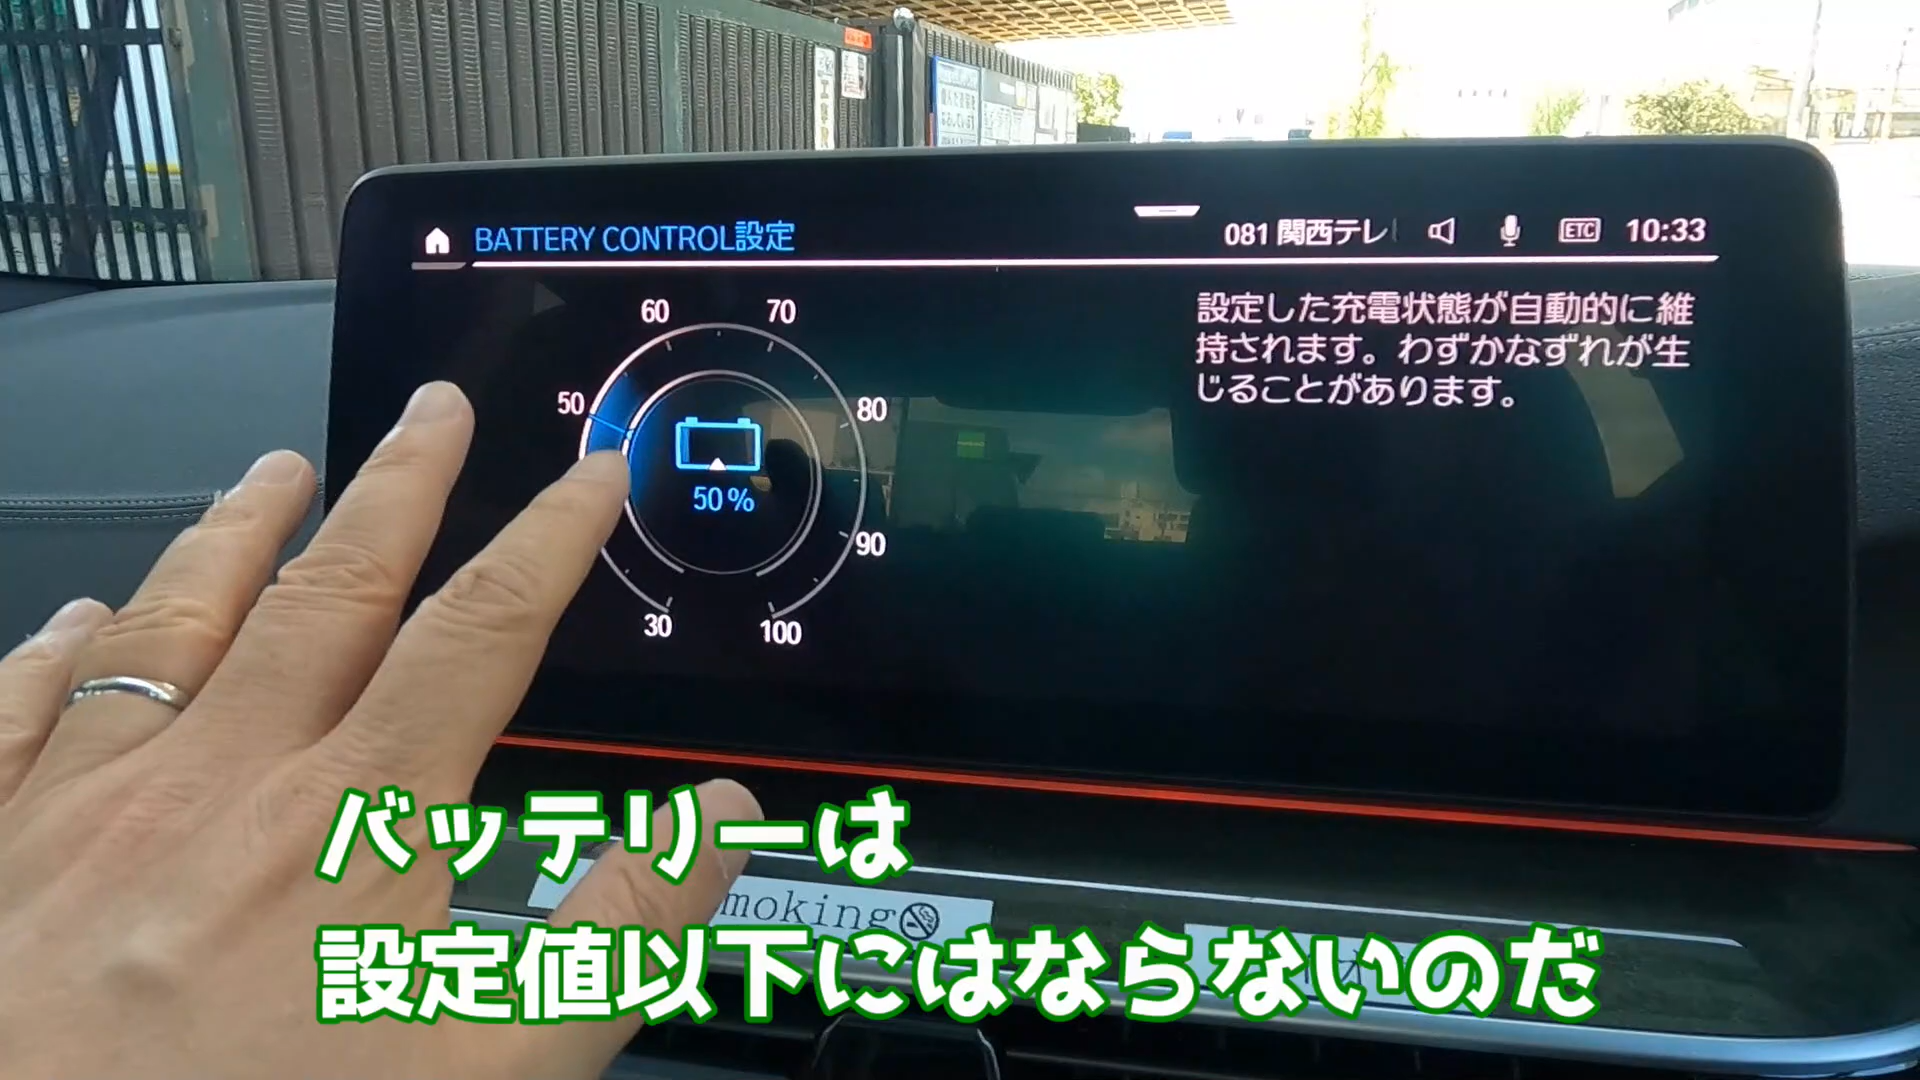 BATTERY CONTROL設定
081 関西テレ
ETC
10:33
設定した充電状態が自動的に維
持されます。わずかなずれが生
じることがあります。
60
70
50
80
50%
90
30
100
バッテリーは
moking
設定値以下にはならないのだ